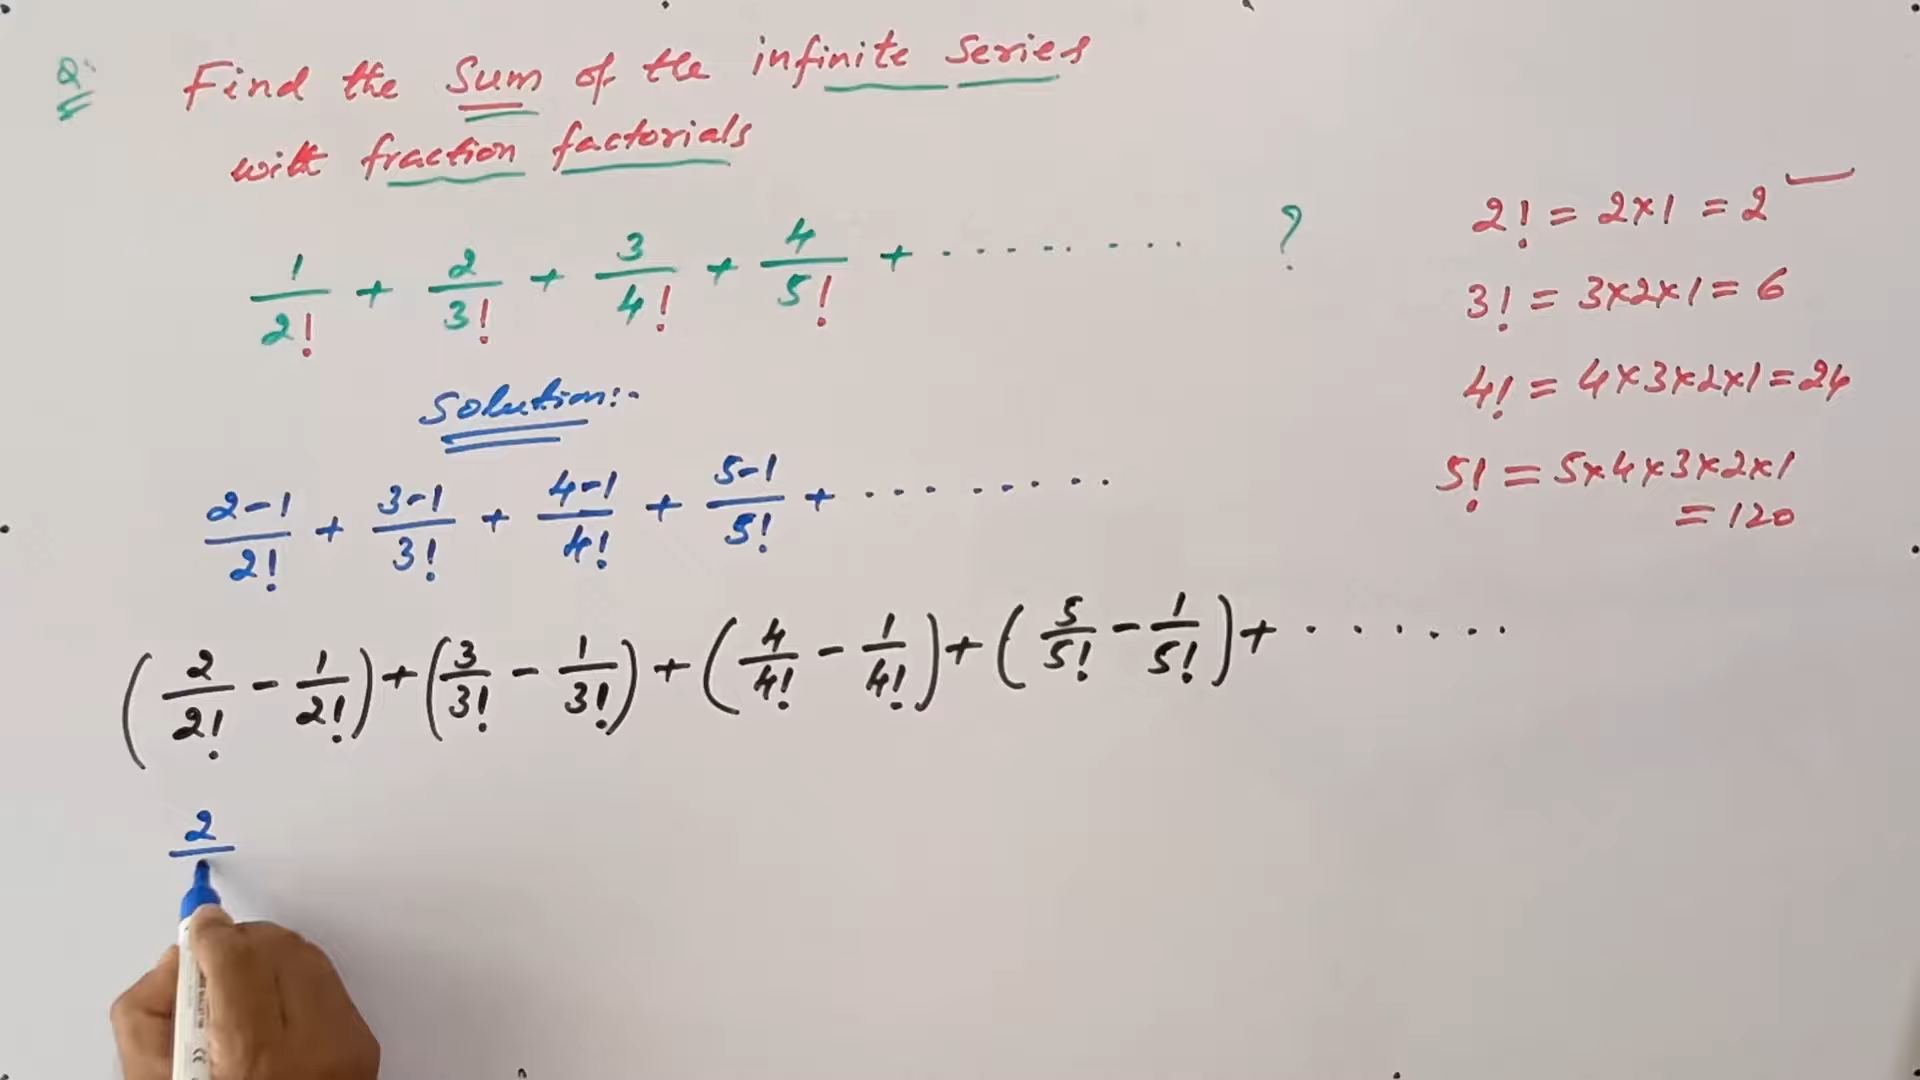 Q:
Find the Sum of the infinite series
with fraction factorials
1/2! + 2/3! + 3/4! + 4/5! + ......... ?
Solution:-
(2-1)/2! + (3-1)/3! + (4-1)/4! + (5-1)/5! + .........
(2/2! - 1/2!) + (3/3! - 1/3!) + (4/4! - 1/4!) + (5/5! - 1/5!) + ......
2
2! = 2×1 = 2
3! = 3×2×1 = 6
4! = 4×3×2×1 = 24
5! = 5×4×3×2×1
= 120